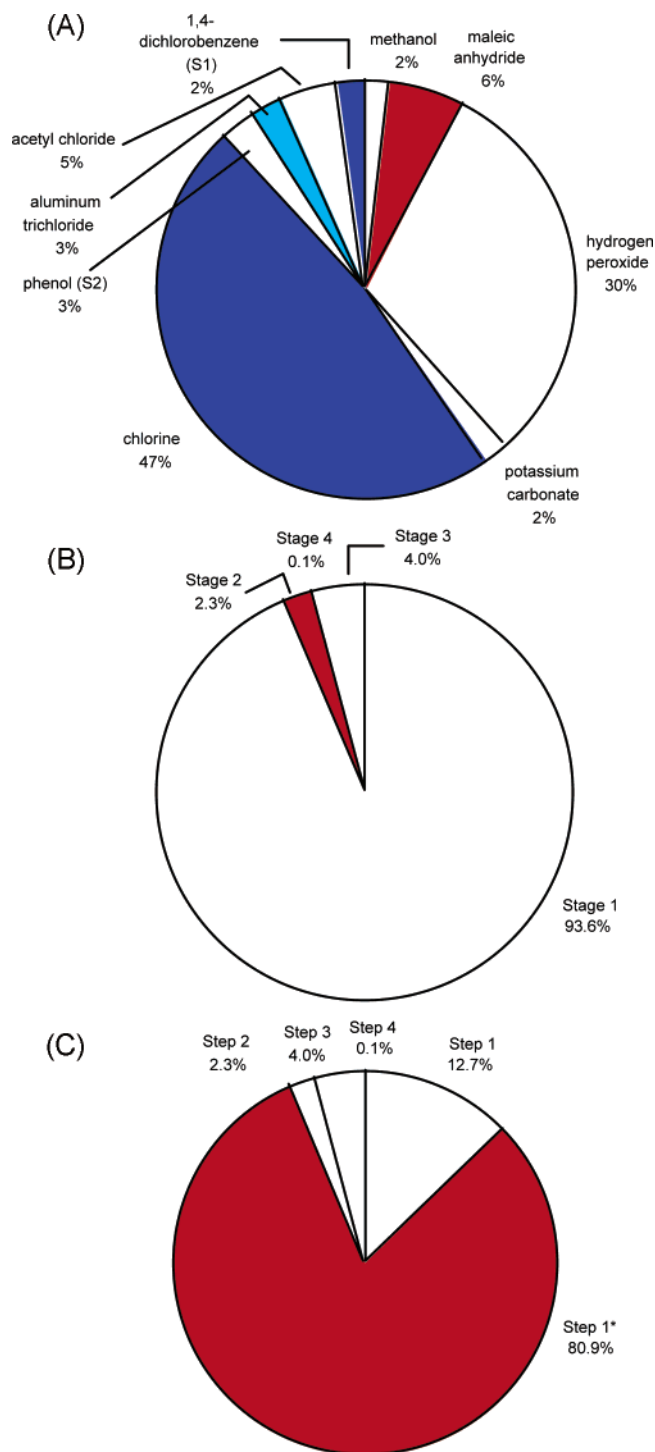 (A)
1,4-
dichlorobenzene
(S1)
2%
methanol
2%
maleic
anhydride
6%
acetyl chloride
5%
aluminum
trichloride
3%
phenol (S2)
3%
hydrogen
peroxide
30%
chlorine
47%
potassium
carbonate
2%
(B)
Stage 2
2.3%
Stage 4
0.1%
Stage 3
4.0%
Stage 1
93.6%
(C)
Step 2
2.3%
Step 3
4.0%
Step 4
0.1%
Step 1
12.7%
Step 1*
80.9%